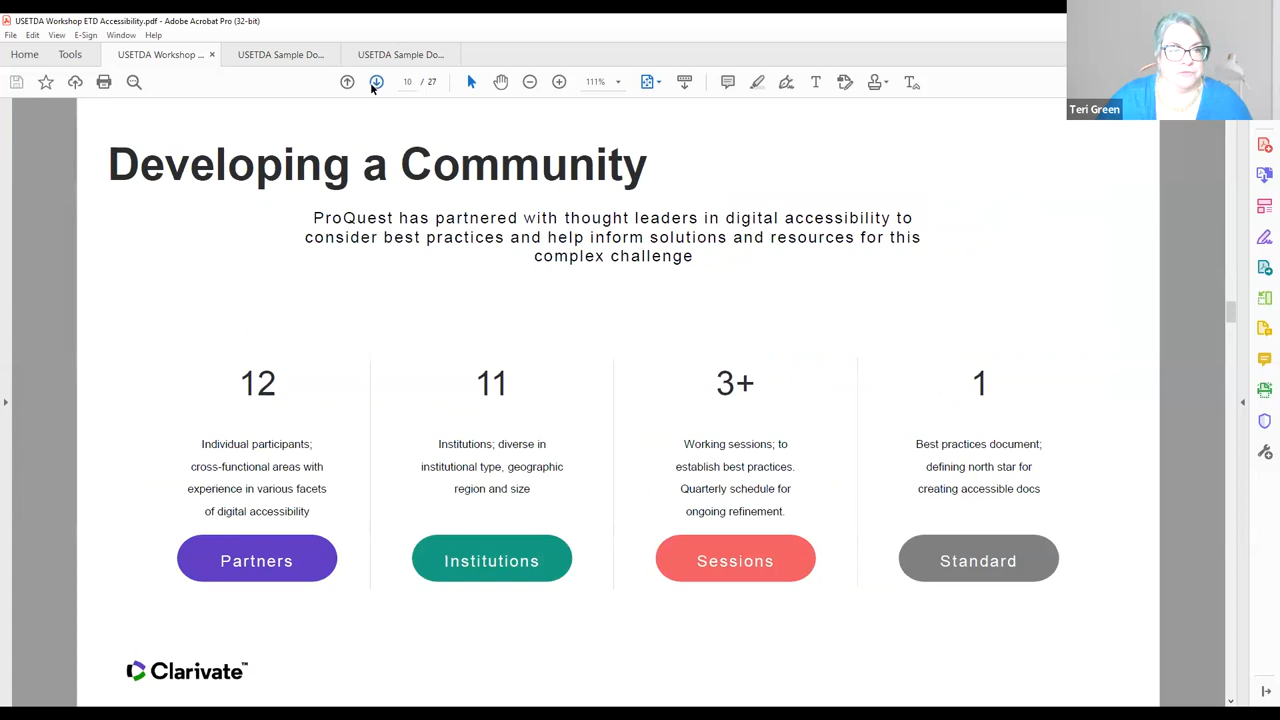 USETDA Workshop ETD Accessibility.pdf - Adobe Acrobat Pro (32-bit)
File Edit View E-Sign Window Help
Home Tools USETDA Workshop ... × USETDA Sample Do... USETDA Sample Do...
10 / 27 111%
Teri Green
Developing a Community
ProQuest has partnered with thought leaders in digital accessibility to
consider best practices and help inform solutions and resources for this
complex challenge
12
Individual participants;
cross-functional areas with
experience in various facets
of digital accessibility
Partners
11
Institutions; diverse in
institutional type, geographic
region and size
Institutions
3+
Working sessions; to
establish best practices.
Quarterly schedule for
ongoing refinement.
Sessions
1
Best practices document;
defining north star for
creating accessible docs
Standard
Clarivate™